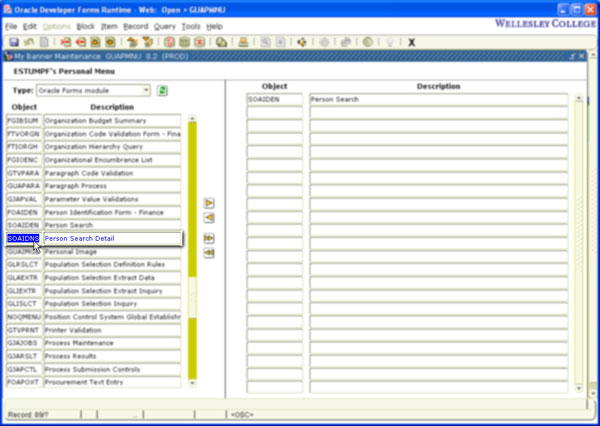 Oracle Developer Forms Runtime - Web: Open > GUAPMNU
File Edit Options Block Item Record Query Tools Help
WELLESLEY COLLEGE
X
My Banner Maintenance GUAPMNU 8.2 (PROD)
ESTUMPF's Personal Menu
Type: Oracle Forms module
Object Description
Object Description
SOAIDEN Person Search
FGIBSUM Organization Budget Summary
FTVORGN Organization Code Validation Form - Fina
FTIORGH Organization Hierarchy Query
FGIOENC Organizational Encumbrance List
GTVPARA Paragraph Code Validation
GUAPARA Paragraph Process
GJAPVAL Parameter Value Validations
FOAIDEN Person Identification Form - Finance
SOAIDEN Person Search
SOAIDNS Person Search Detail
Personal Image
GLRSLCT Population Selection Definition Rules
GLAEXTR Population Selection Extract Data
GLIEXTR Population Selection Extract Inquiry
GLISLCT Population Selection Inquiry
NOQMENU Position Control System Global Establishm
GTVPRNT Printer Validation
GJAJOBS Process Maintenance
GJARSLT Process Results
GJAPCTL Process Submission Controls
FOAPOXT Procurement Text Entry
Record: 89/? ... <OSC>